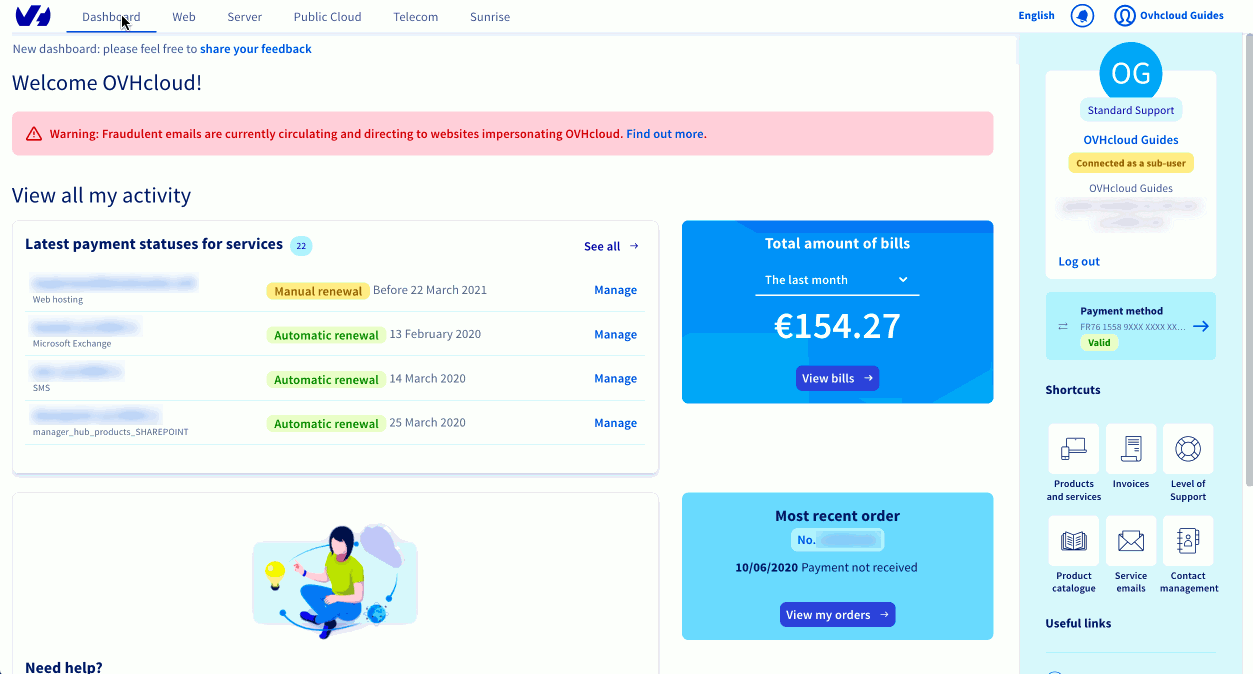 Dashboard Web Server Public Cloud Telecom Sunrise
English Ovhcloud Guides
New dashboard: please feel free to share your feedback
Welcome OVHcloud!
Warning: Fraudulent emails are currently circulating and directing to websites impersonating OVHcloud. Find out more.
View all my activity
Latest payment statuses for services 22
See all →
Web hosting
Manual renewal Before 22 March 2021 Manage
Microsoft Exchange
Automatic renewal 13 February 2020 Manage
SMS
Automatic renewal 14 March 2020 Manage
manager_hub_products_SHAREPOINT
Automatic renewal 25 March 2020 Manage
Total amount of bills
The last month
€154.27
View bills →
Need help?
Most recent order
No.
10/06/2020 Payment not received
View my orders →
OG
Standard Support
OVHcloud Guides
Connected as a sub-user
OVHcloud Guides
Log out
Payment method
FR76 1558 9XXX XXXX XX...
Valid
Shortcuts
Products and services
Invoices
Level of Support
Product catalogue
Service emails
Contact management
Useful links